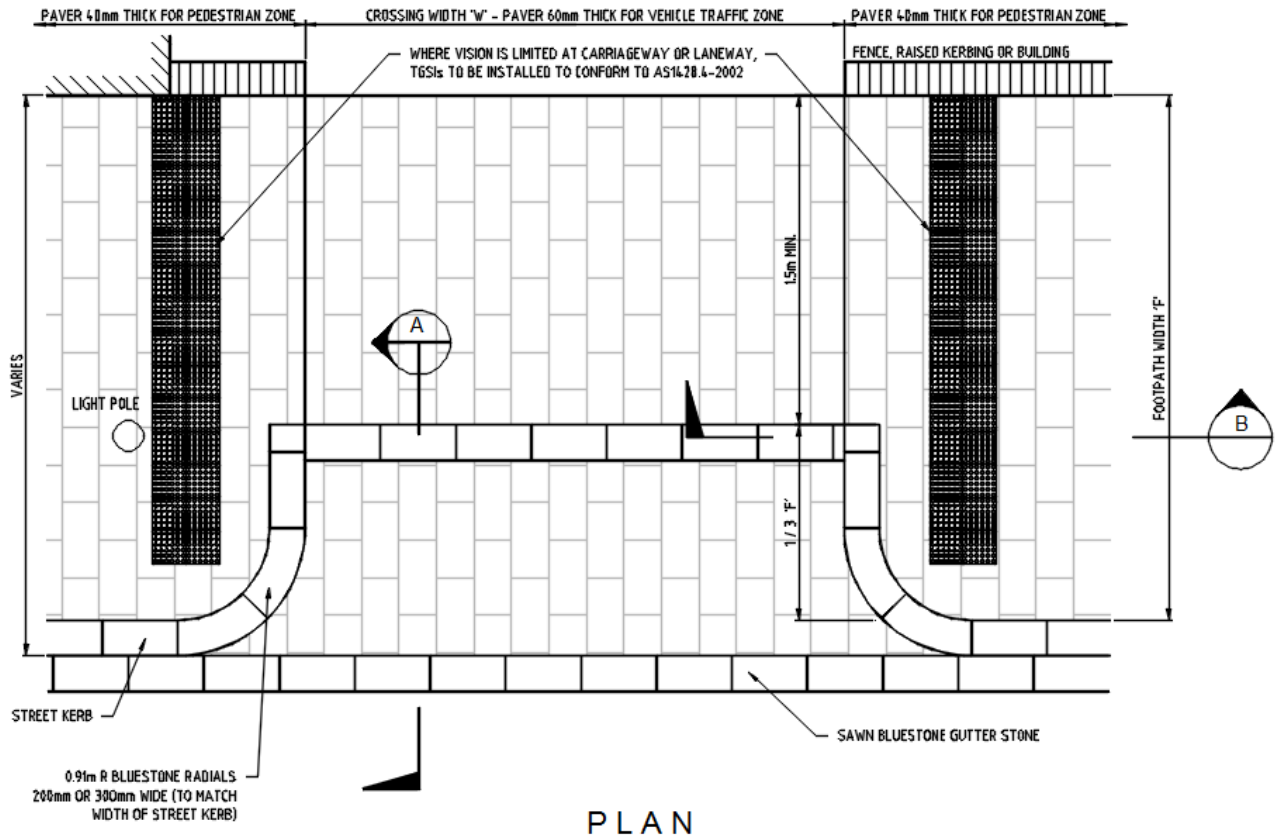 PAVER 40mm THICK FOR PEDESTRIAN ZONE
CROSSING WIDTH 'W' - PAVER 60mm THICK FOR VEHICLE TRAFFIC ZONE
PAVER 40mm THICK FOR PEDESTRIAN ZONE
WHERE VISION IS LIMITED AT CARRIAGEWAY OR LANEWAY,
TGSIs TO BE INSTALLED TO CONFORM TO AS1428.4-2002
FENCE, RAISED KERBING OR BUILDING
1.5m MIN.
A
VARIES
FOOTPATH WIDTH 'F'
LIGHT POLE
B
1 / 3 'F'
STREET KERB
SAWN BLUESTONE GUTTER STONE
0.91m R BLUESTONE RADIALS
200mm OR 300mm WIDE (TO MATCH
WIDTH OF STREET KERB)
PLAN